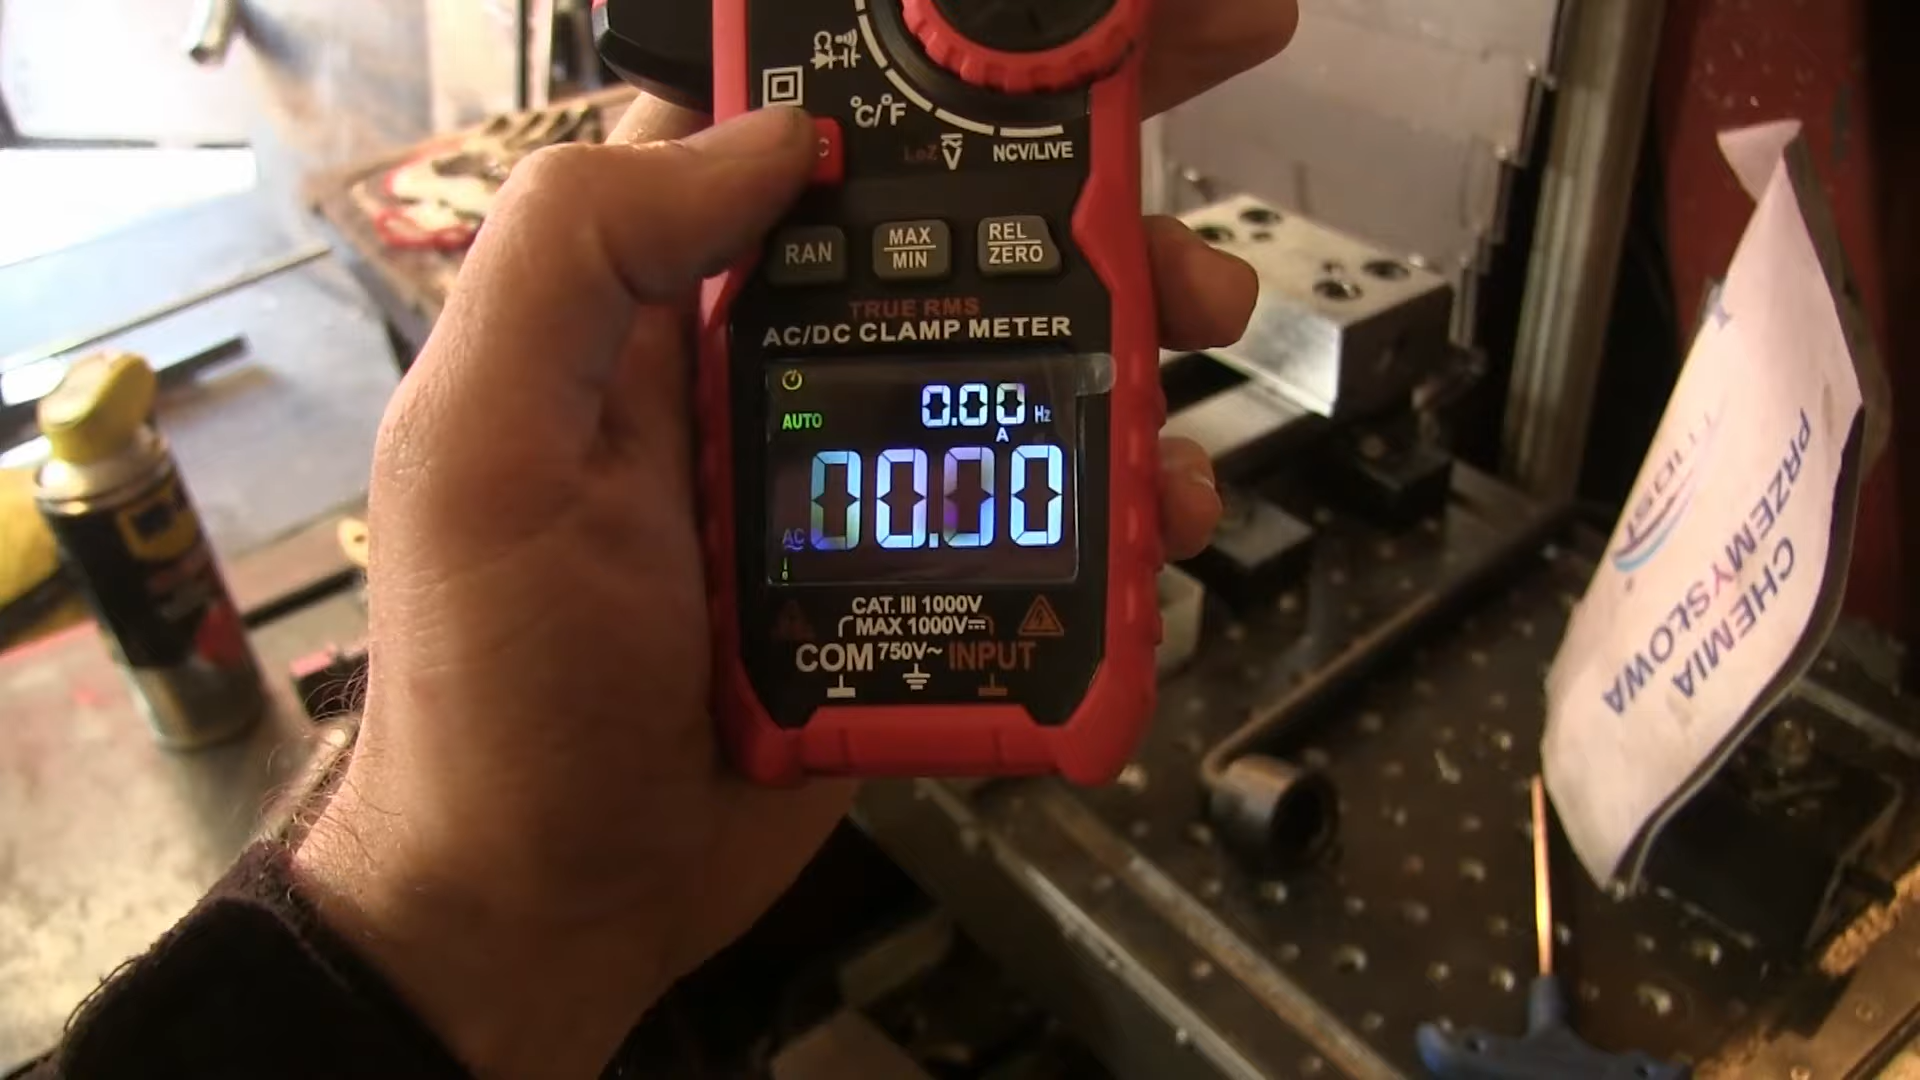 °C/°F
LoZ V
NCV/LIVE
C
RAN
MAX
MIN
REL
ZERO
TRUE RMS
AC/DC CLAMP METER
0.00 Hz
AUTO
A
00.00
AC
CAT. III 1000V
MAX 1000V
COM 750V~ INPUT
CHEMIA
PRZEMYSŁOWA